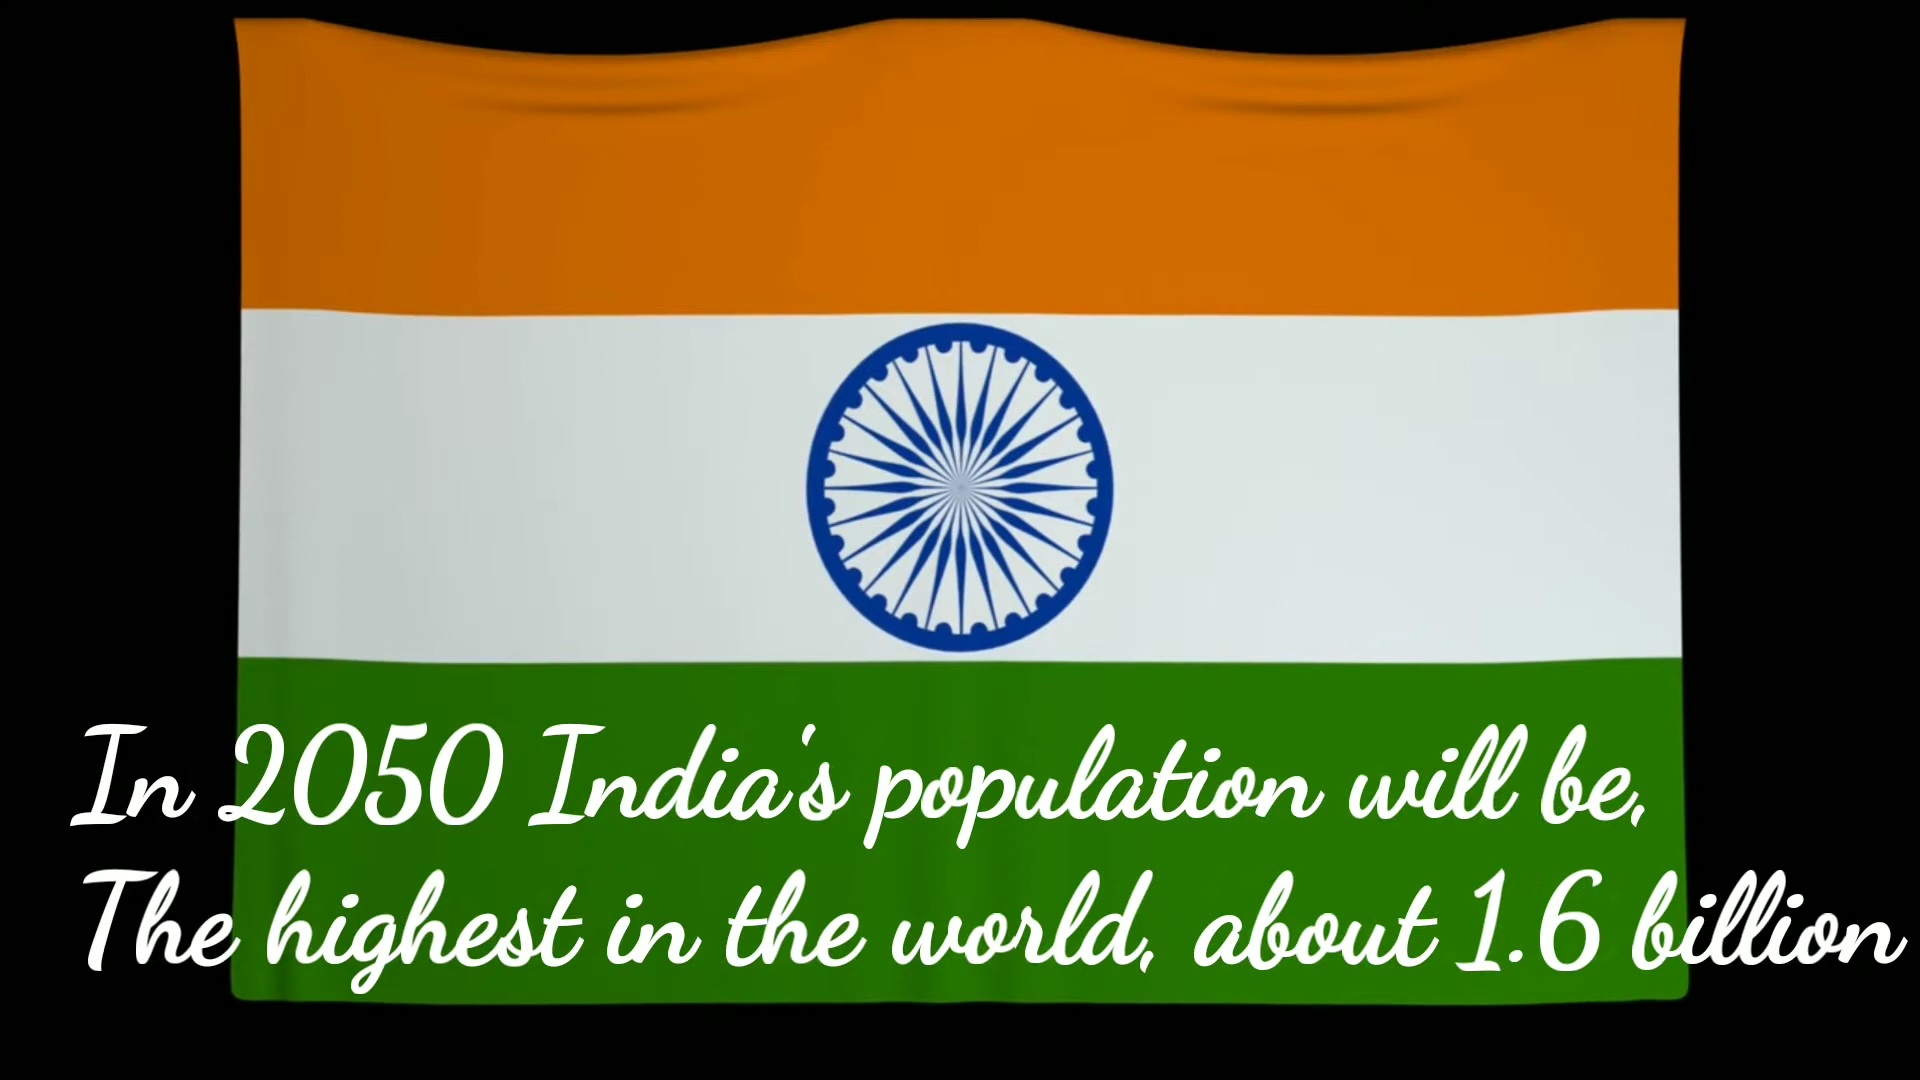 In 2050 India's population will be,
The highest in the world, about 1.6 billion